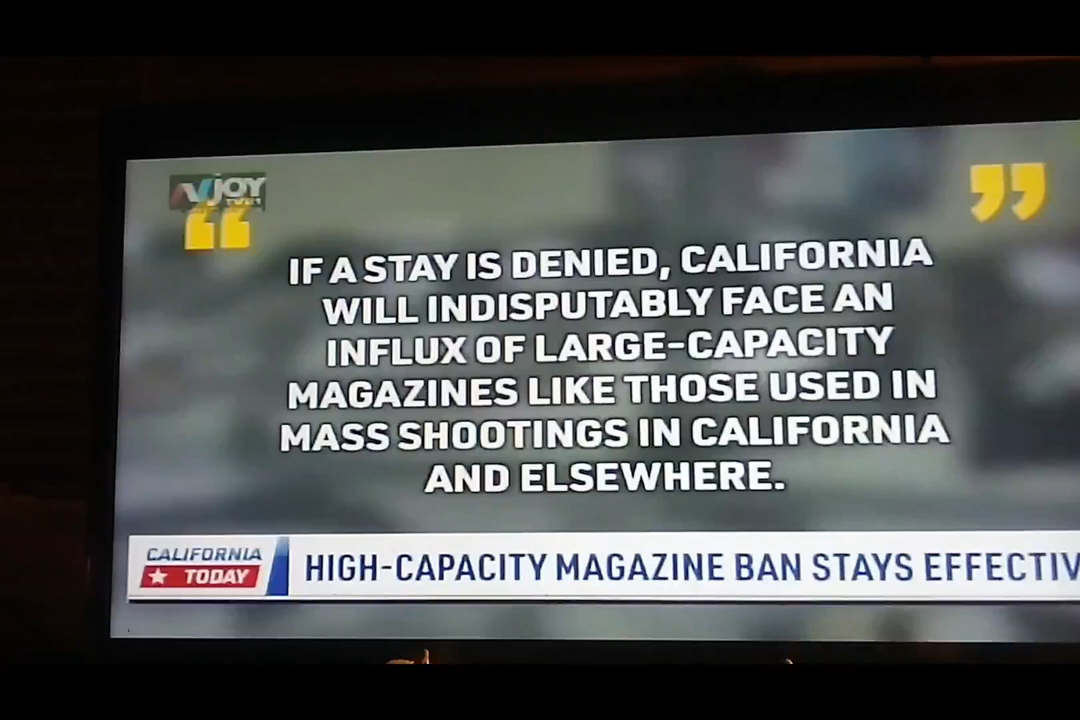 JOY
“ ”
IF A STAY IS DENIED, CALIFORNIA
WILL INDISPUTABLY FACE AN
INFLUX OF LARGE-CAPACITY
MAGAZINES LIKE THOSE USED IN
MASS SHOOTINGS IN CALIFORNIA
AND ELSEWHERE.
CALIFORNIA
TODAY
HIGH-CAPACITY MAGAZINE BAN STAYS EFFECTIV